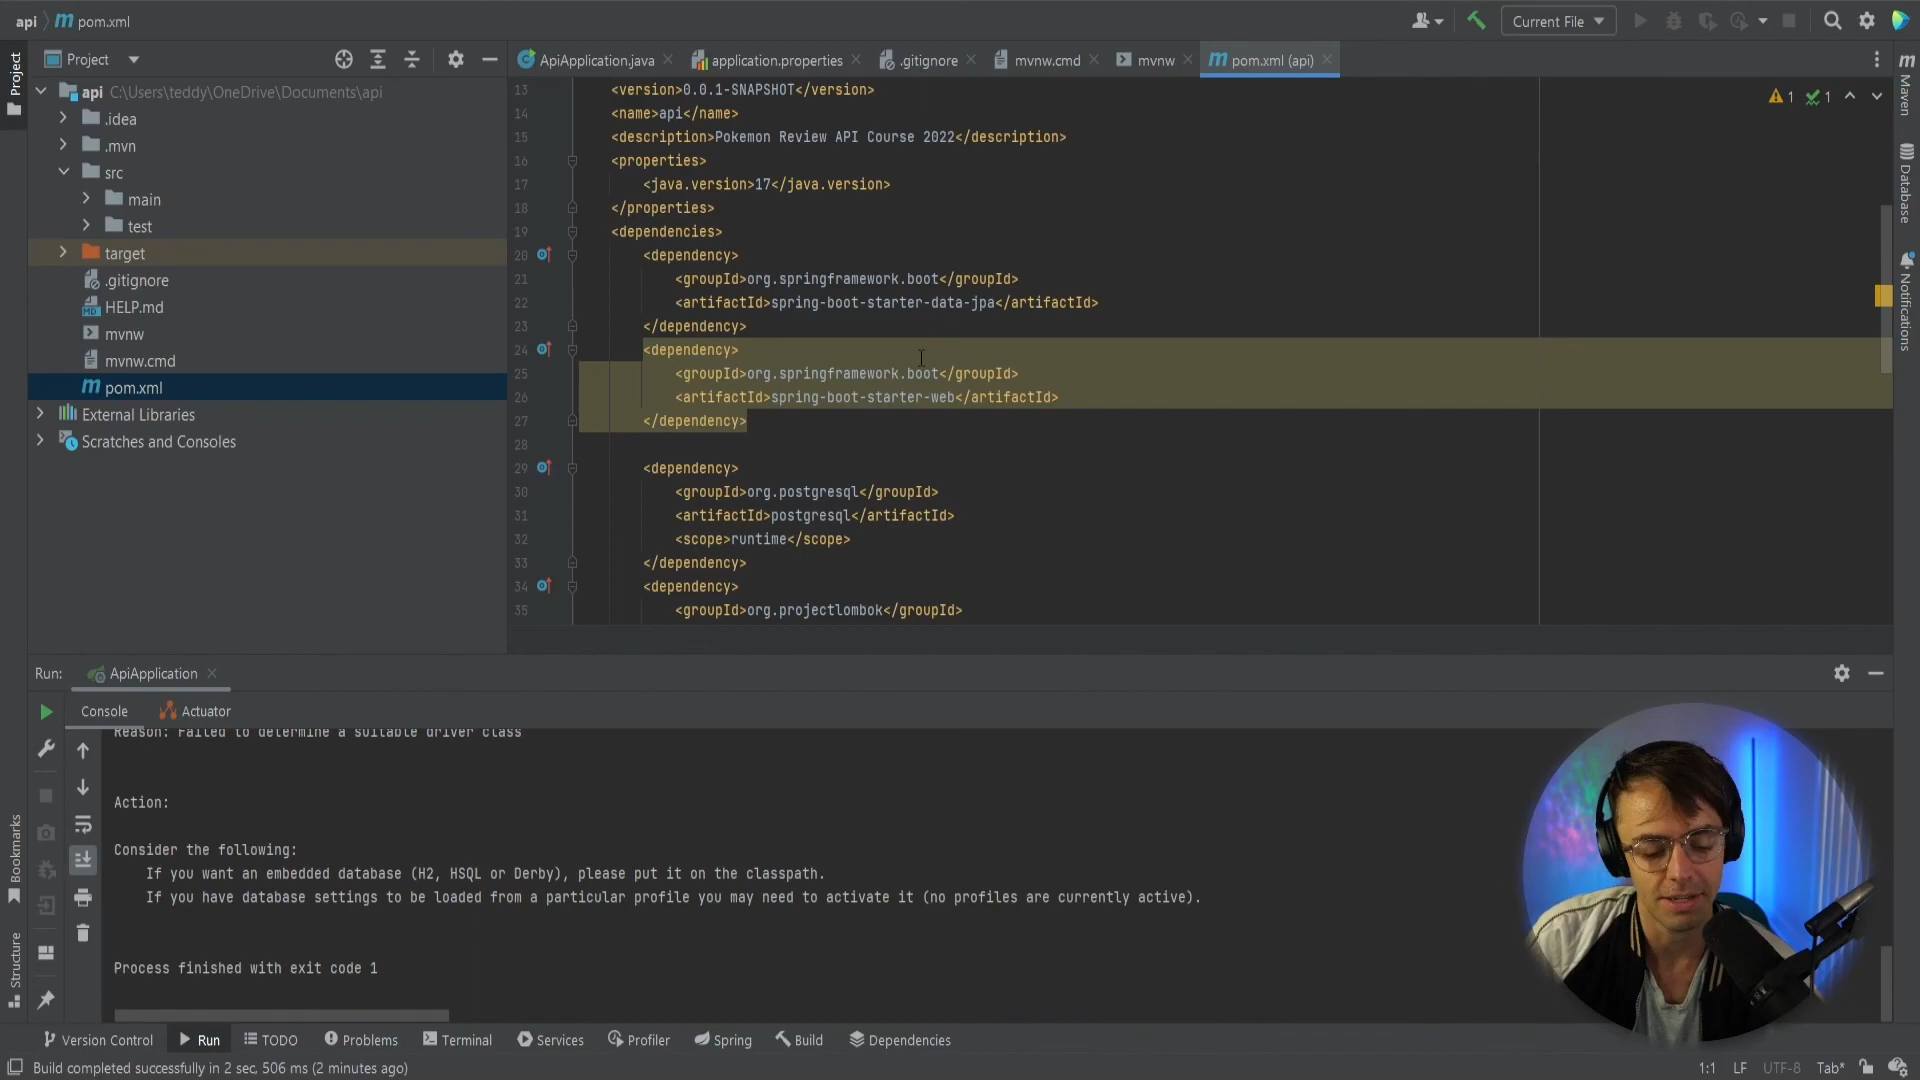 api
pom.xml
Current File
Project
Project
api C:\Users\teddy\OneDrive\Documents\api
.idea
.mvn
src
main
test
target
.gitignore
HELP.md
mvnw
mvnw.cmd
pom.xml
External Libraries
Scratches and Consoles
ApiApplication.java
application.properties
.gitignore
mvnw.cmd
mvnw
pom.xml (api)
1 1
13 <version>0.0.1-SNAPSHOT</version>
14 <name>api</name>
15 <description>Pokemon Review API Course 2022</description>
16 <properties>
17 <java.version>17</java.version>
18 </properties>
19 <dependencies>
20 <dependency>
21 <groupId>org.springframework.boot</groupId>
22 <artifactId>spring-boot-starter-data-jpa</artifactId>
23 </dependency>
24 <dependency>
25 <groupId>org.springframework.boot</groupId>
26 <artifactId>spring-boot-starter-web</artifactId>
27 </dependency>
28
29 <dependency>
30 <groupId>org.postgresql</groupId>
31 <artifactId>postgresql</artifactId>
32 <scope>runtime</scope>
33 </dependency>
34 <dependency>
35 <groupId>org.projectlombok</groupId>
Maven
Database
Notifications
Run:
ApiApplication
Console
Actuator
Reason: Failed to determine a suitable driver class
Action:
Consider the following:
If you want an embedded database (H2, HSQL or Derby), please put it on the classpath.
If you have database settings to be loaded from a particular profile you may need to activate it (no profiles are currently active).
Process finished with exit code 1
Bookmarks
Structure
Version Control
Run
TODO
Problems
Terminal
Services
Profiler
Spring
Build
Dependencies
Build completed successfully in 2 sec, 506 ms (2 minutes ago)
1:1 LF UTF-8 Tab*